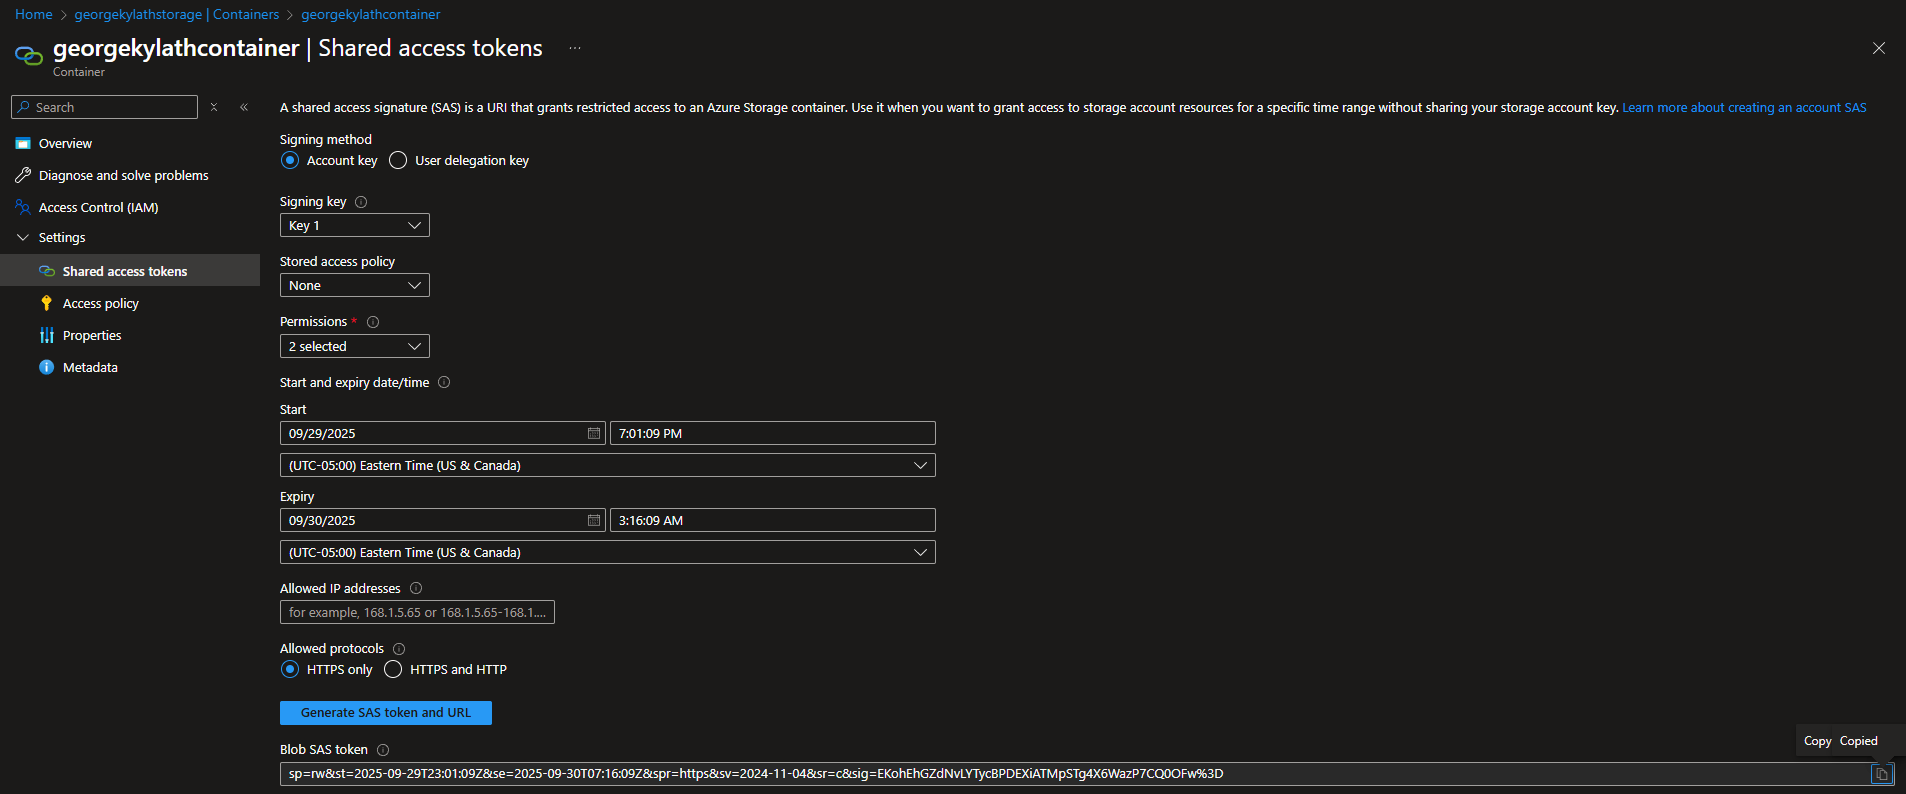 Home > georgekylathstorage | Containers > georgekylathcontainer
georgekylathcontainer | Shared access tokens ...
Container
Search
Overview
Diagnose and solve problems
Access Control (IAM)
Settings
Shared access tokens
Access policy
Properties
Metadata
A shared access signature (SAS) is a URI that grants restricted access to an Azure Storage container. Use it when you want to grant access to storage account resources for a specific time range without sharing your storage account key. Learn more about creating an account SAS
Signing method
Account key User delegation key
Signing key
Key 1
Stored access policy
None
Permissions *
2 selected
Start and expiry date/time
Start
09/29/2025 7:01:09 PM
(UTC-05:00) Eastern Time (US & Canada)
Expiry
09/30/2025 3:16:09 AM
(UTC-05:00) Eastern Time (US & Canada)
Allowed IP addresses
for example, 168.1.5.65 or 168.1.5.65-168.1....
Allowed protocols
HTTPS only HTTPS and HTTP
Generate SAS token and URL
Blob SAS token
Copy Copied
sp=rw&st=2025-09-29T23:01:09Z&se=2025-09-30T07:16:09Z&spr=https&sv=2024-11-04&sr=c&sig=EKohEhGZdNvLYTycBPDEXiATMpSTg4X6WazP7CQ0OFw%3D